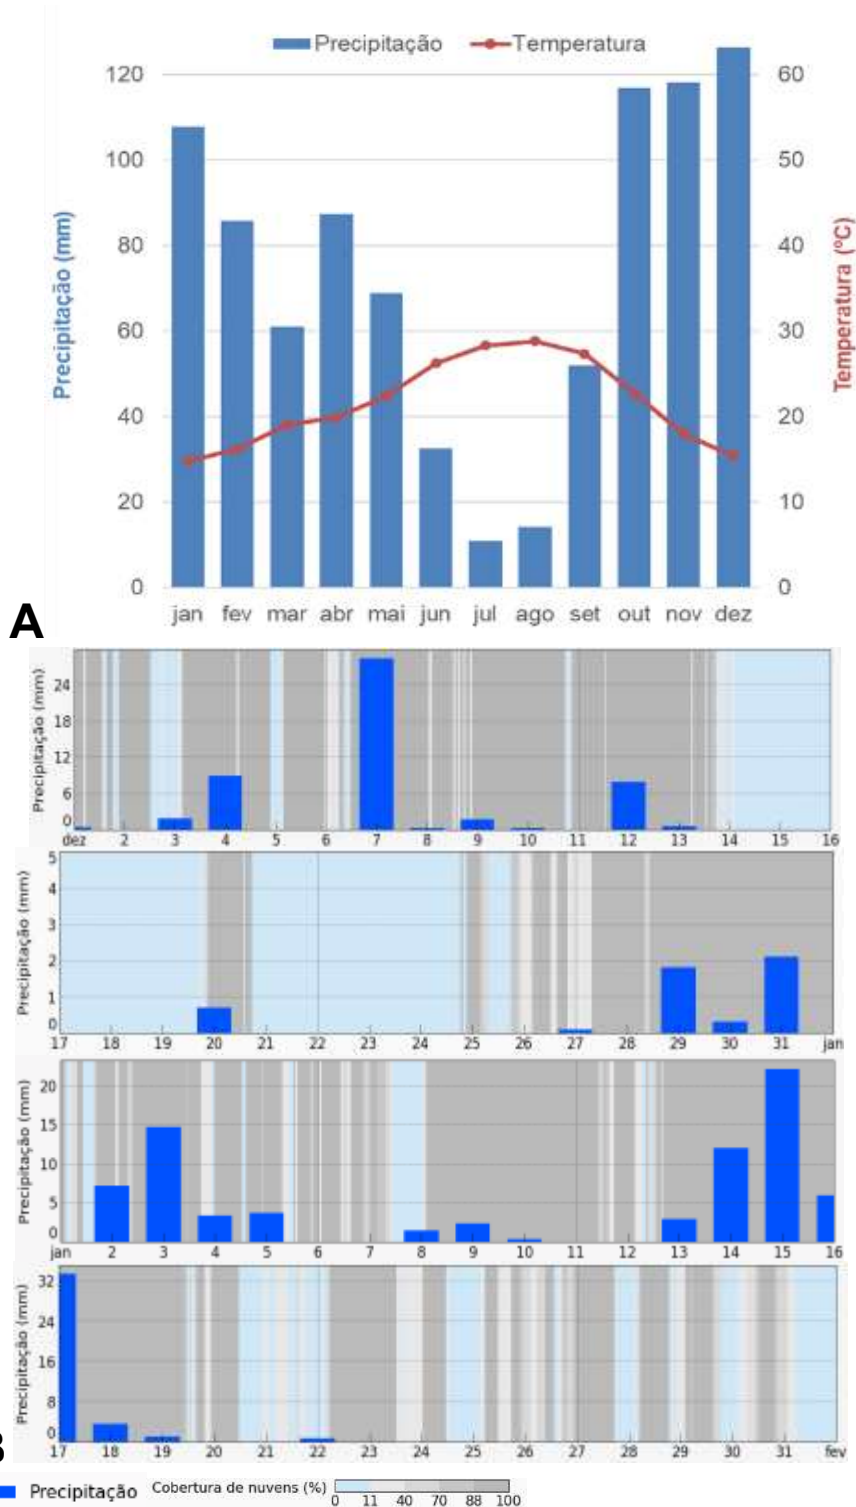 Precipitação Temperatura
Precipitação (mm)
120
100
80
60
40
20
0
Temperatura (ºC)
60
50
40
30
20
10
0
jan fev mar abr mai jun jul ago set out nov dez
A
Precipitação (mm)
24
18
12
6
0
dez 2 3 4 5 6 7 8 9 10 11 12 13 14 15 16
Precipitação (mm)
5
4
3
2
1
0
17 18 19 20 21 22 23 24 25 26 27 28 29 30 31 jan
Precipitação (mm)
20
15
10
5
0
jan 2 3 4 5 6 7 8 9 10 11 12 13 14 15 16
Precipitação (mm)
32
24
16
8
0
17 18 19 20 21 22 23 24 25 26 27 28 29 30 31 fev
B
Precipitação Cobertura de nuvens (%)
0 11 40 70 88 100